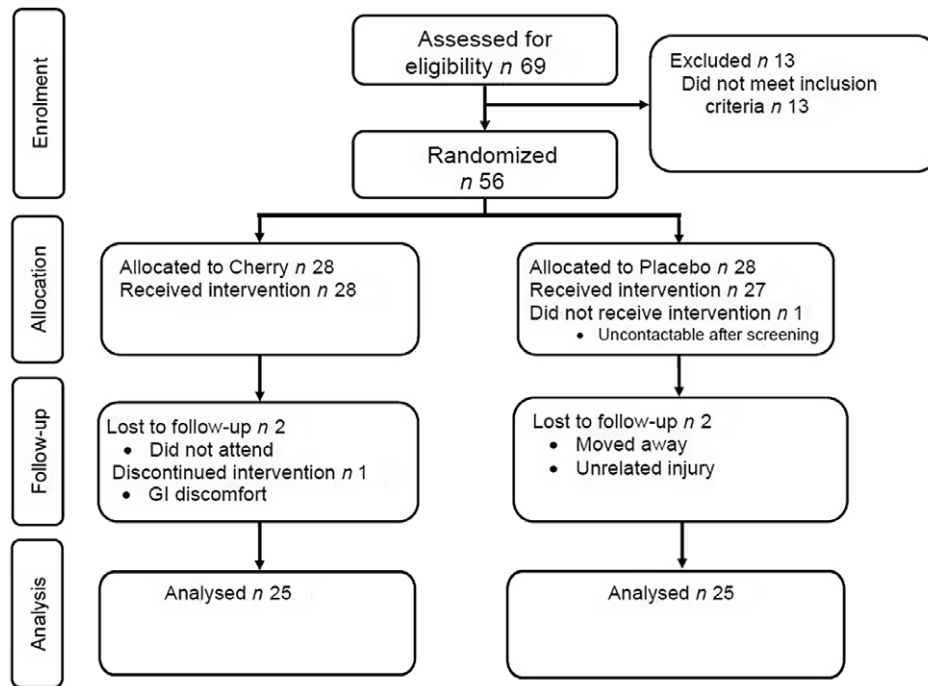 Enrolment
Assessed for
eligibility n 69
Excluded n 13
Did not meet inclusion
criteria n 13
Randomized
n 56
Allocation
Allocated to Cherry n 28
Received intervention n 28
Allocated to Placebo n 28
Received intervention n 27
Did not receive intervention n 1
• Uncontactable after screening
Follow-up
Lost to follow-up n 2
• Did not attend
Discontinued intervention n 1
• GI discomfort
Lost to follow-up n 2
• Moved away
• Unrelated injury
Analysis
Analysed n 25
Analysed n 25